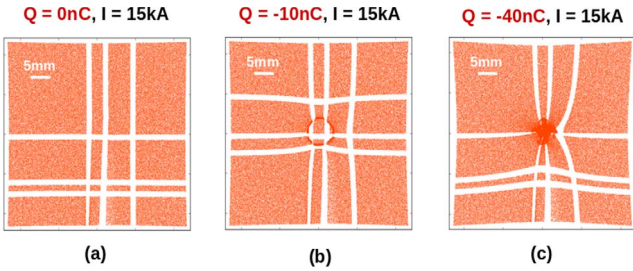 Q = 0nC, I = 15kA
Q = -10nC, I = 15kA
Q = -40nC, I = 15kA
5mm
5mm
5mm
(a)
(b)
(c)